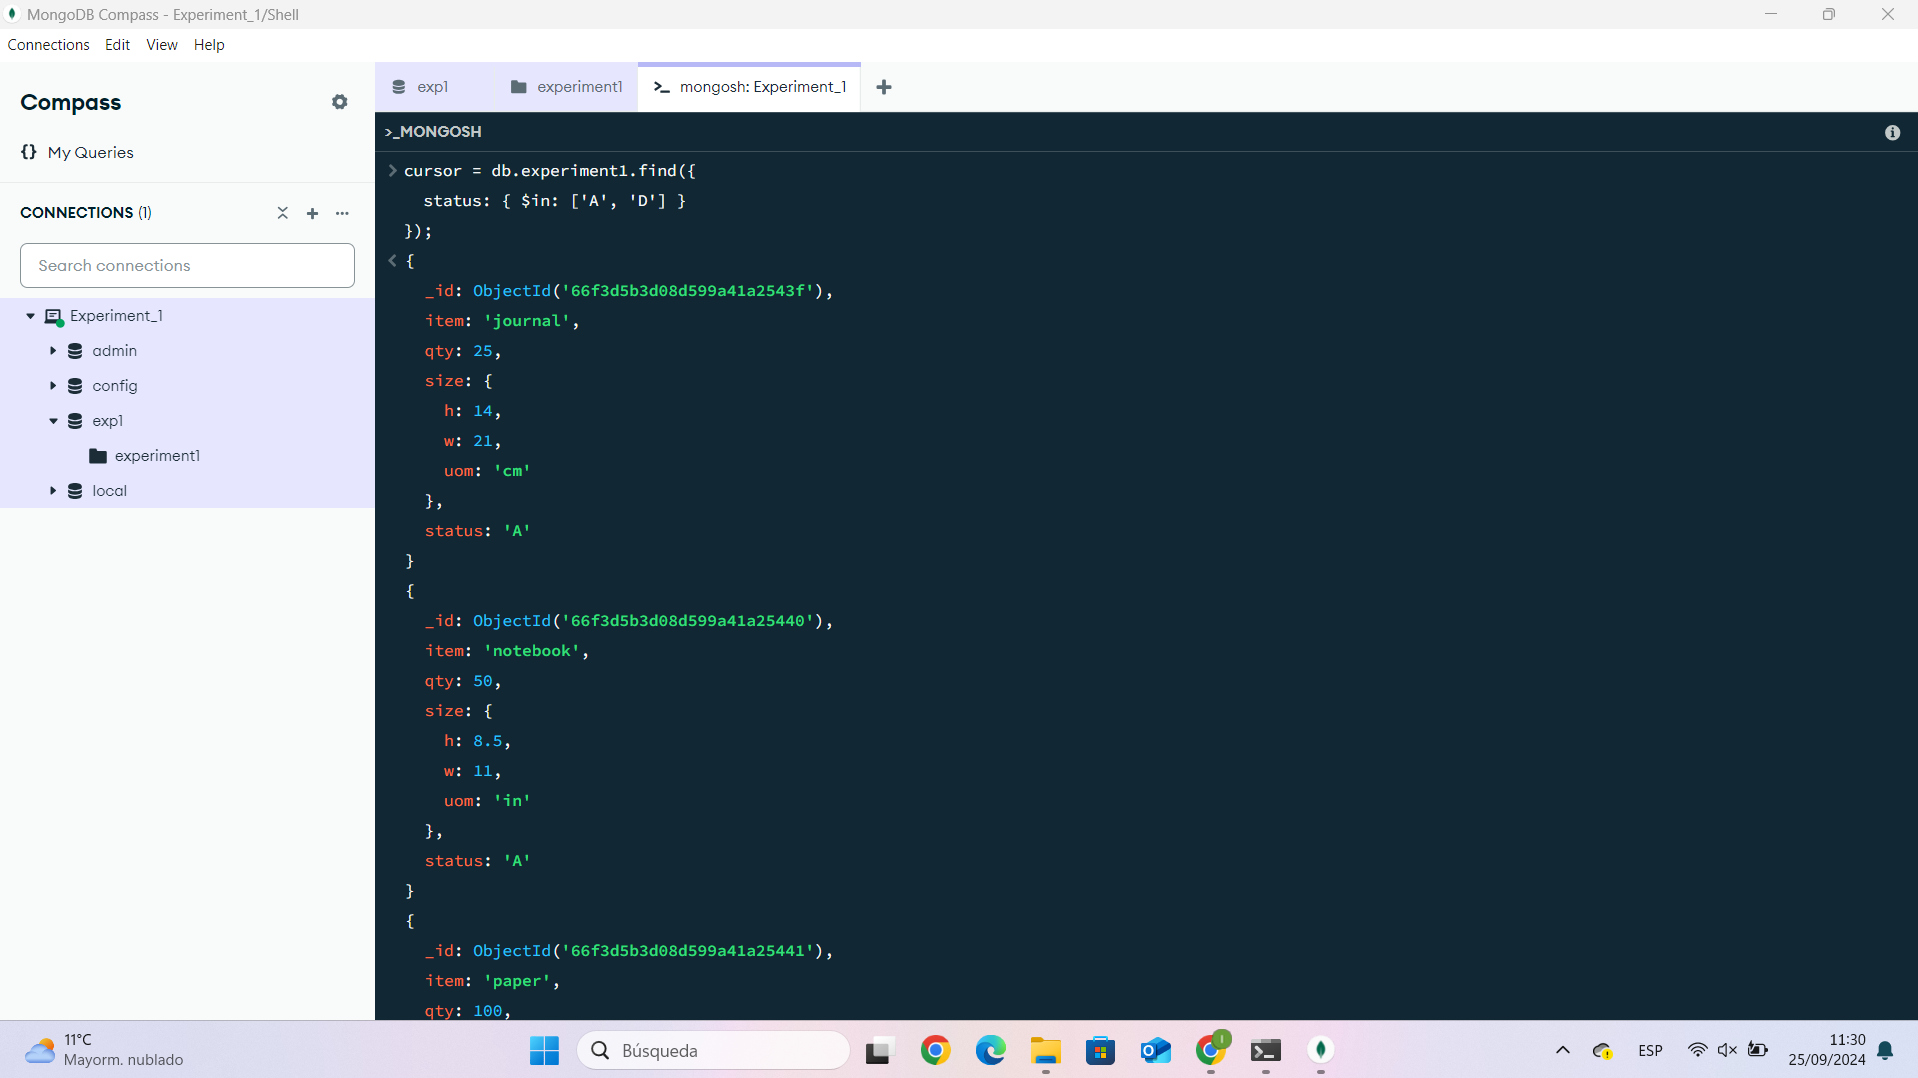 MongoDB Compass - Experiment_1/Shell
Connections Edit View Help
Compass
{} My Queries
CONNECTIONS (1)
Search connections
Experiment_1
admin
config
exp1
experiment1
local
exp1
experiment1
>_ mongosh: Experiment_1
>_MONGOSH
> cursor = db.experiment1.find({
status: { $in: ['A', 'D'] }
});
< {
_id: ObjectId('66f3d5b3d08d599a41a2543f'),
item: 'journal',
qty: 25,
size: {
h: 14,
w: 21,
uom: 'cm'
},
status: 'A'
}
{
_id: ObjectId('66f3d5b3d08d599a41a25440'),
item: 'notebook',
qty: 50,
size: {
h: 8.5,
w: 11,
uom: 'in'
},
status: 'A'
}
{
_id: ObjectId('66f3d5b3d08d599a41a25441'),
item: 'paper',
qty: 100,
11°C
Mayorm. nublado
Búsqueda
ESP
11:30
25/09/2024